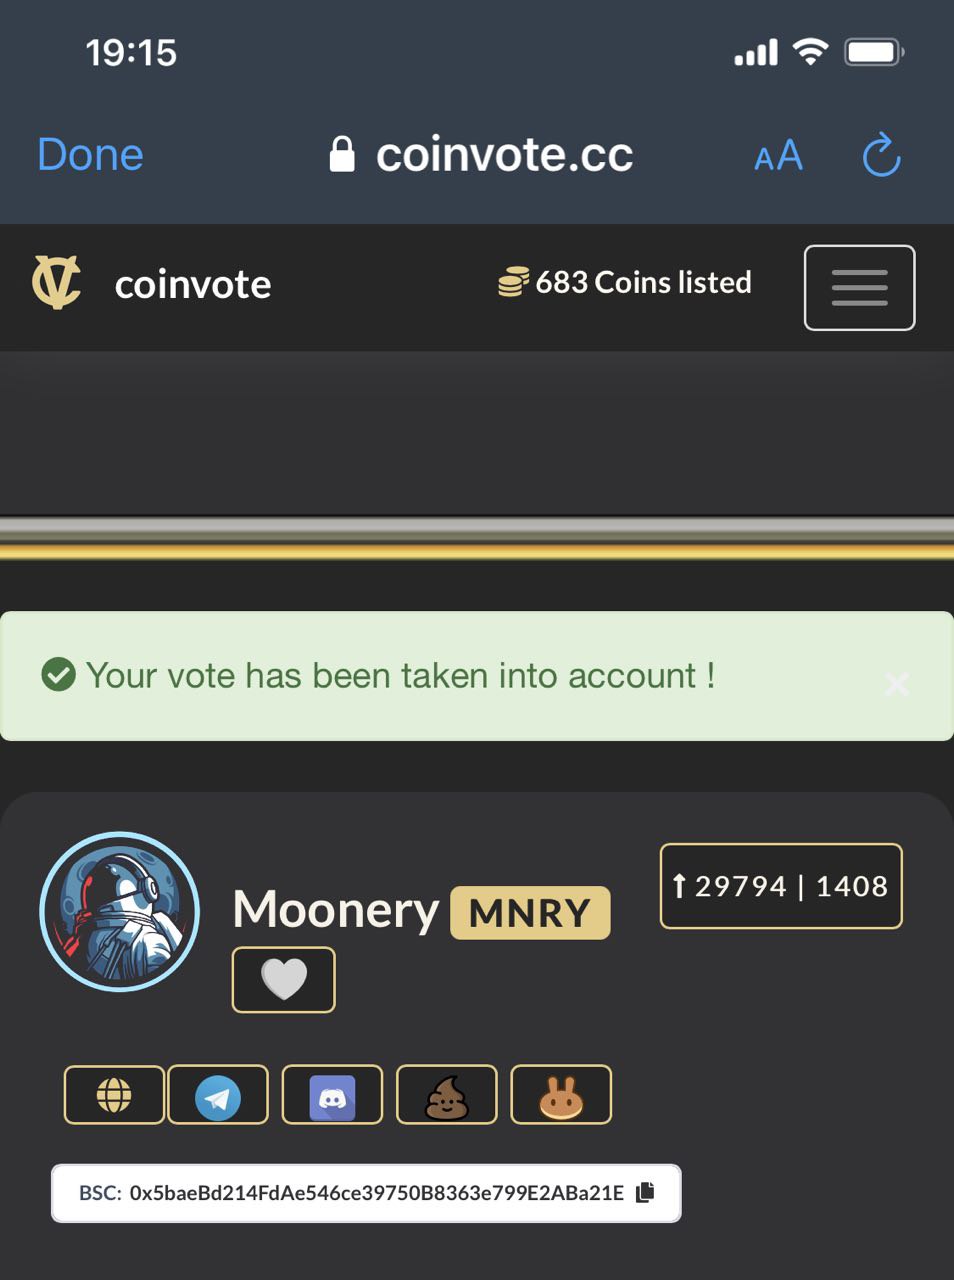 19:15
Done coinvote.cc AA
coinvote 683 Coins listed
Your vote has been taken into account !
Moonery MNRY 29794 | 1408
BSC: 0x5baeBd214FdAe546ce39750B8363e799E2ABa21E